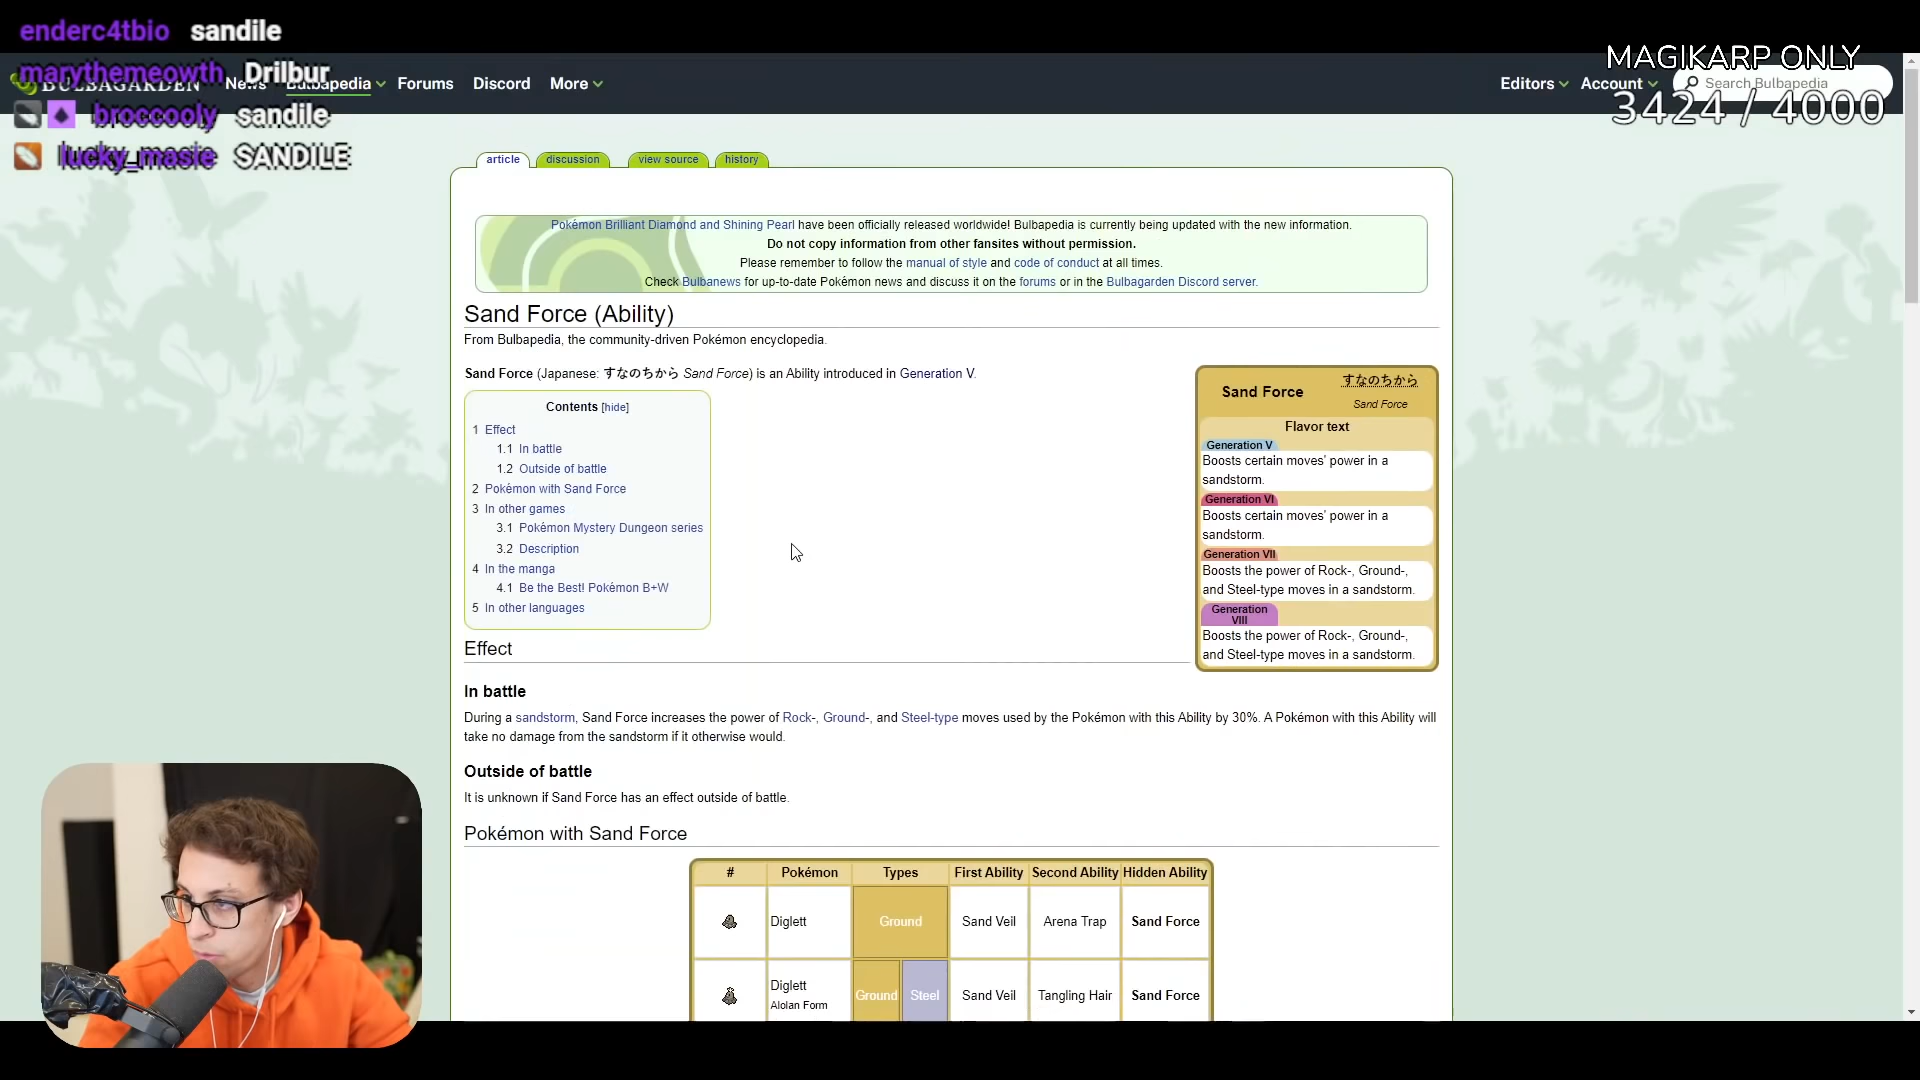 enderc4tbio sandile
marythemeowth Drilbur
broccooly sandile
lucky_masie SANDILE
MAGIKARP ONLY
3424 / 4000
BULBAGARDEN News Bulbapedia Forums Discord More Editors Account Search Bulbapedia
article discussion view source history
Pokémon Brilliant Diamond and Shining Pearl have been officially released worldwide! Bulbapedia is currently being updated with the new information.
Do not copy information from other fansites without permission.
Please remember to follow the manual of style and code of conduct at all times.
Check Bulbanews for up-to-date Pokémon news and discuss it on the forums or in the Bulbagarden Discord server.
Sand Force (Ability)
From Bulbapedia, the community-driven Pokémon encyclopedia.
Sand Force (Japanese: すなのちから Sand Force) is an Ability introduced in Generation V.
Contents [hide]
1 Effect
1.1 In battle
1.2 Outside of battle
2 Pokémon with Sand Force
3 In other games
3.1 Pokémon Mystery Dungeon series
3.2 Description
4 In the manga
4.1 Be the Best! Pokémon B+W
5 In other languages
Sand Force
すなのちから
Sand Force
Flavor text
Generation V
Boosts certain moves' power in a
sandstorm.
Generation VI
Boosts certain moves' power in a
sandstorm.
Generation VII
Boosts the power of Rock-, Ground-,
and Steel-type moves in a sandstorm.
Generation
VIII
Boosts the power of Rock-, Ground-,
and Steel-type moves in a sandstorm.
Effect
In battle
During a sandstorm, Sand Force increases the power of Rock-, Ground-, and Steel-type moves used by the Pokémon with this Ability by 30%. A Pokémon with this Ability will
take no damage from the sandstorm if it otherwise would.
Outside of battle
It is unknown if Sand Force has an effect outside of battle.
Pokémon with Sand Force
# Pokémon Types First Ability Second Ability Hidden Ability
Diglett Ground Sand Veil Arena Trap Sand Force
Diglett
Alolan Form
Ground Steel Sand Veil Tangling Hair Sand Force